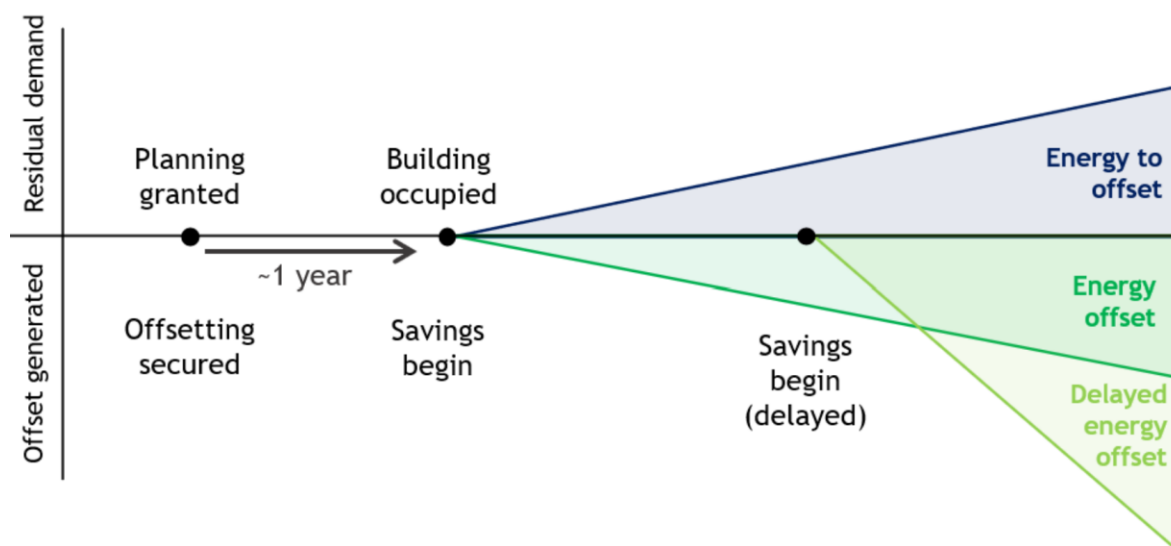 Residual demand
Offset generated
Planning
granted
Building
occupied
Energy to
offset
~1 year
Offsetting
secured
Savings
begin
Savings
begin
(delayed)
Energy
offset
Delayed
energy
offset